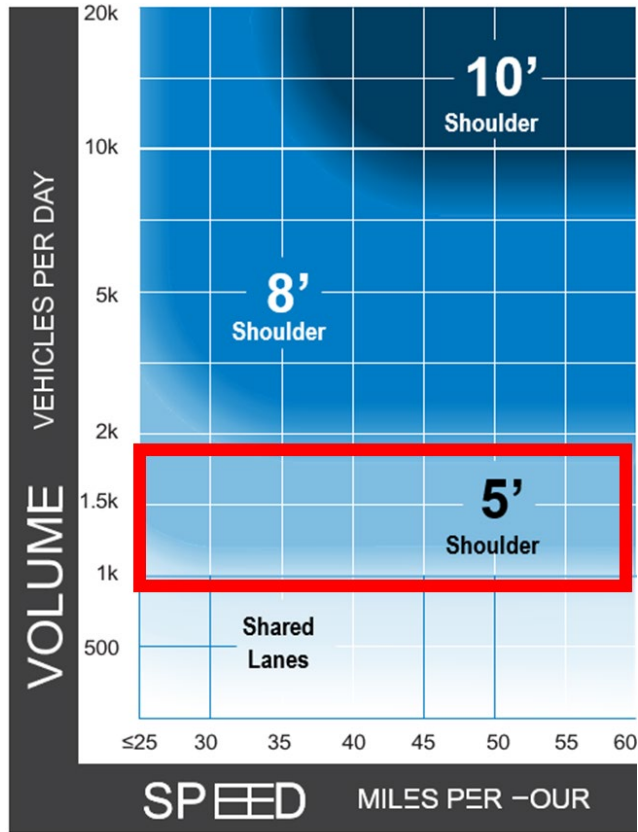 20k
10’
Shoulder
10k
VOLUME VEHICLES PER DAY
5k
8’
Shoulder
2k
1.5k
5’
Shoulder
1k
Shared
Lanes
500
≤25 30 35 40 45 50 55 60
SPEED MILES PER -OUR